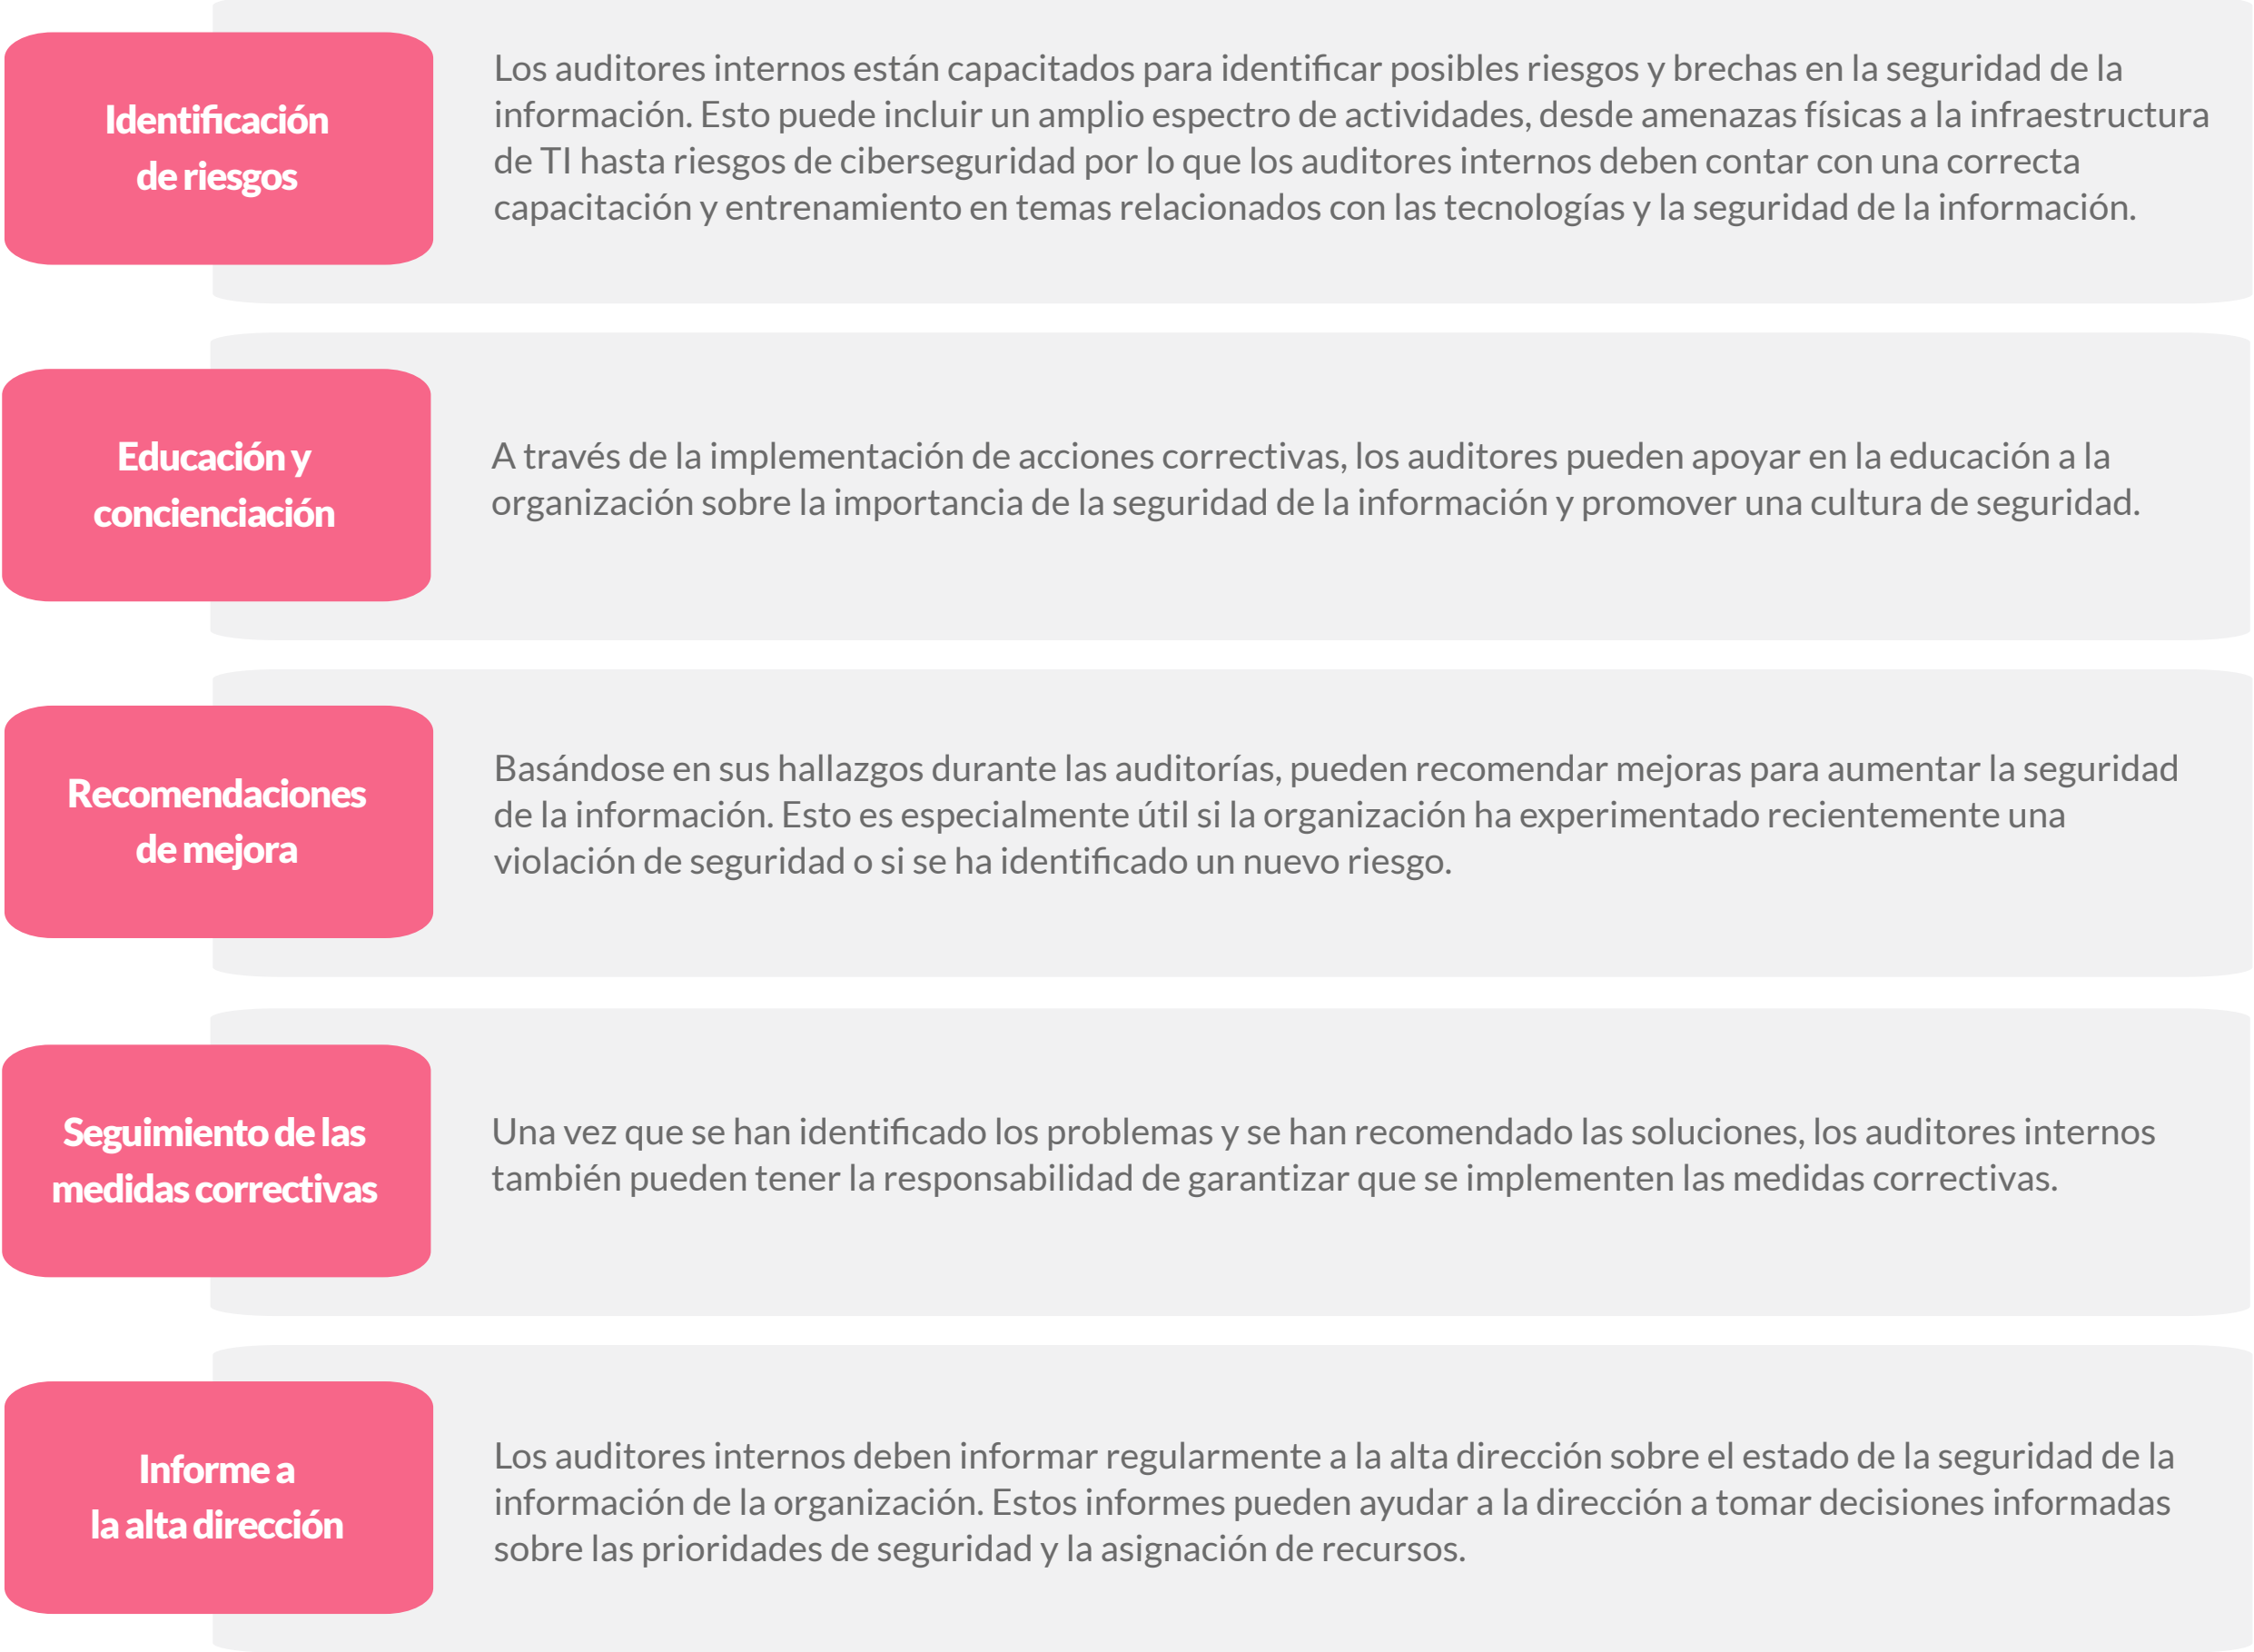 Identificación
de riesgos
Los auditores internos están capacitados para identificar posibles riesgos y brechas en la seguridad de la
información. Esto puede incluir un amplio espectro de actividades, desde amenazas físicas a la infraestructura
de TI hasta riesgos de ciberseguridad por lo que los auditores internos deben contar con una correcta
capacitación y entrenamiento en temas relacionados con las tecnologías y la seguridad de la información.
Educación y
concienciación
A través de la implementación de acciones correctivas, los auditores pueden apoyar en la educación a la
organización sobre la importancia de la seguridad de la información y promover una cultura de seguridad.
Recomendaciones
de mejora
Basándose en sus hallazgos durante las auditorías, pueden recomendar mejoras para aumentar la seguridad
de la información. Esto es especialmente útil si la organización ha experimentado recientemente una
violación de seguridad o si se ha identificado un nuevo riesgo.
Seguimiento de las
medidas correctivas
Una vez que se han identificado los problemas y se han recomendado las soluciones, los auditores internos
también pueden tener la responsabilidad de garantizar que se implementen las medidas correctivas.
Informe a
la alta dirección
Los auditores internos deben informar regularmente a la alta dirección sobre el estado de la seguridad de la
información de la organización. Estos informes pueden ayudar a la dirección a tomar decisiones informadas
sobre las prioridades de seguridad y la asignación de recursos.